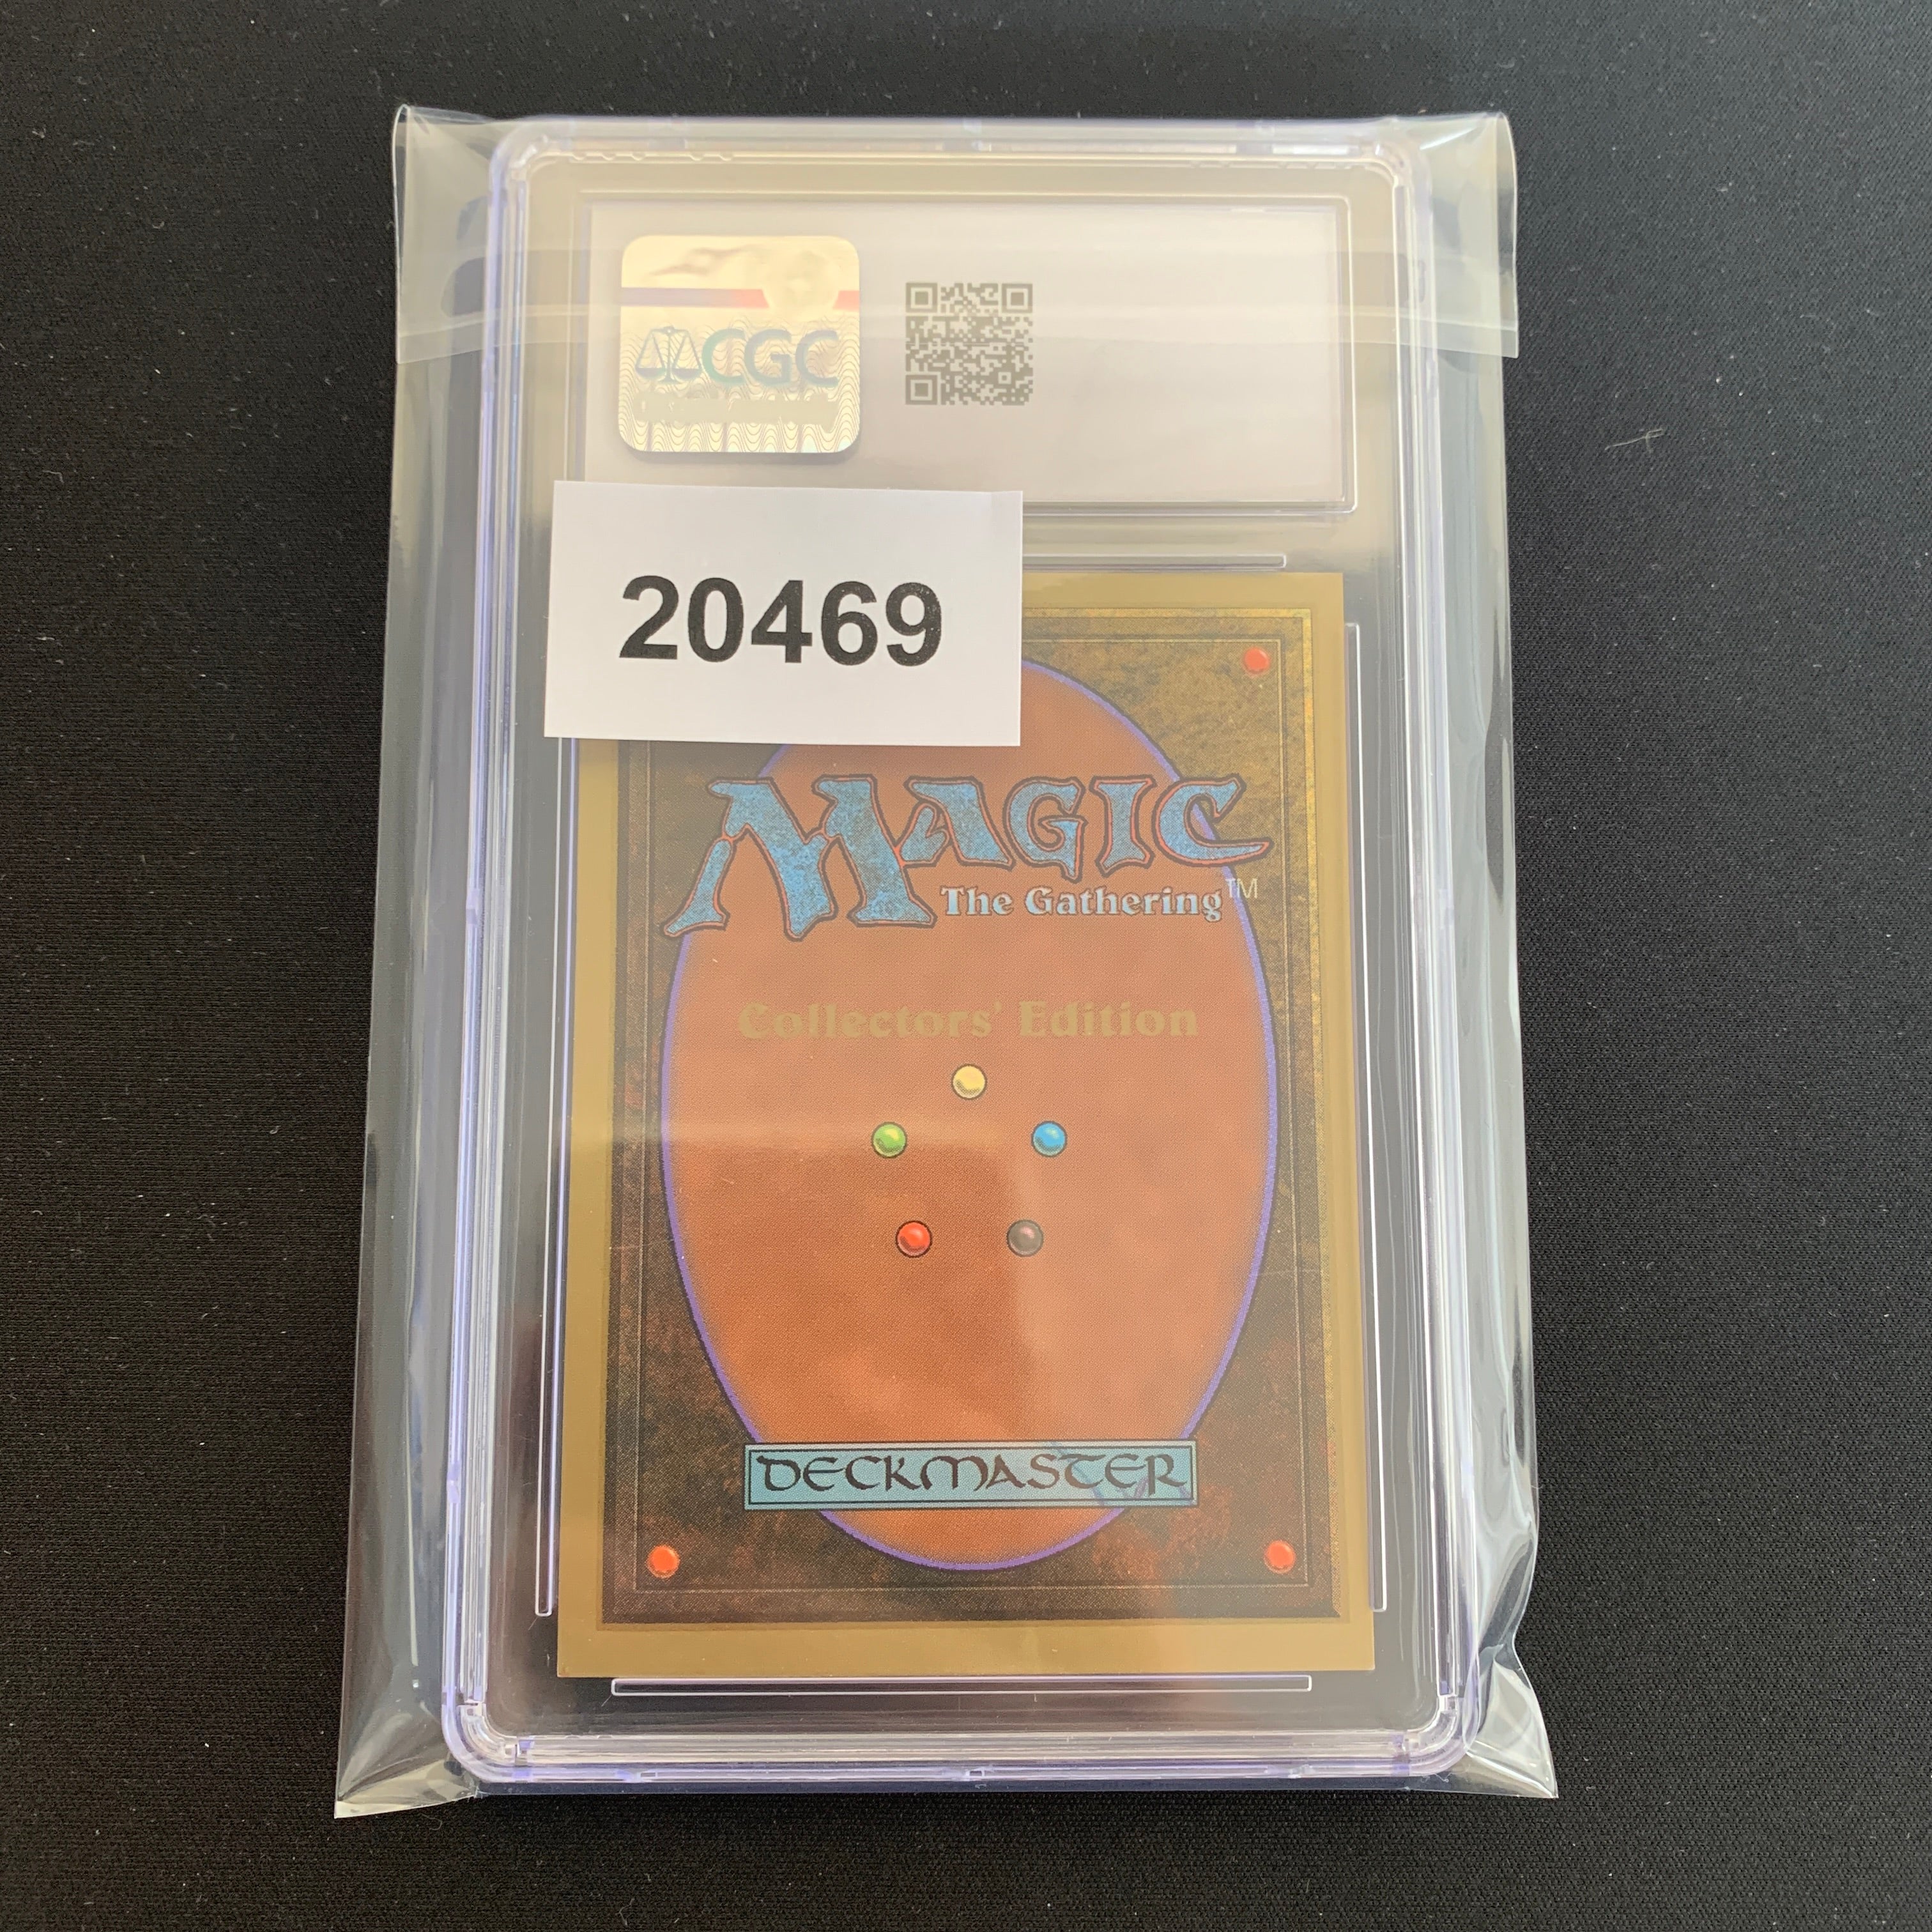 CGC
20469
MAGIC
The Gathering™
Collectors' Edition
DECKMASTER